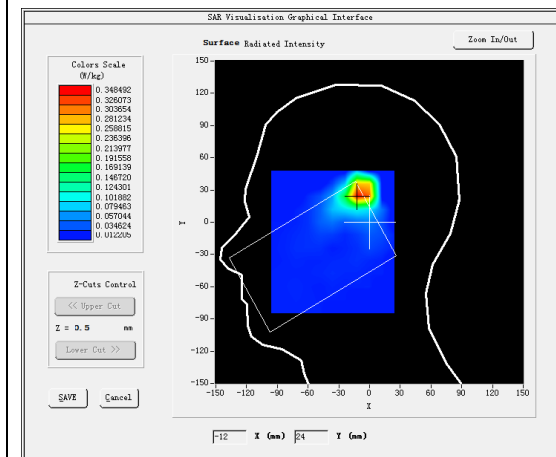 SAR Visualisation Graphical Interface
Surface Radiated Intensity
Zoom In/Out
Colors Scale
(W/kg)
0.348492
0.326073
0.303654
0.281234
0.258815
0.236396
0.213977
0.191558
0.169139
0.146720
0.124301
0.101882
0.079463
0.057044
0.034624
0.012205
Z-Cuts Control
<< Upper Cut
Z = 0.5 mm
Lower Cut >>
SAVE Cancel
150
120
90
60
30
0
-30
-60
-90
-120
-150
Y
-150 -120 -90 -60 -30 0 30 60 90 120 150
X
-12 X (mm) 24 Y (mm)